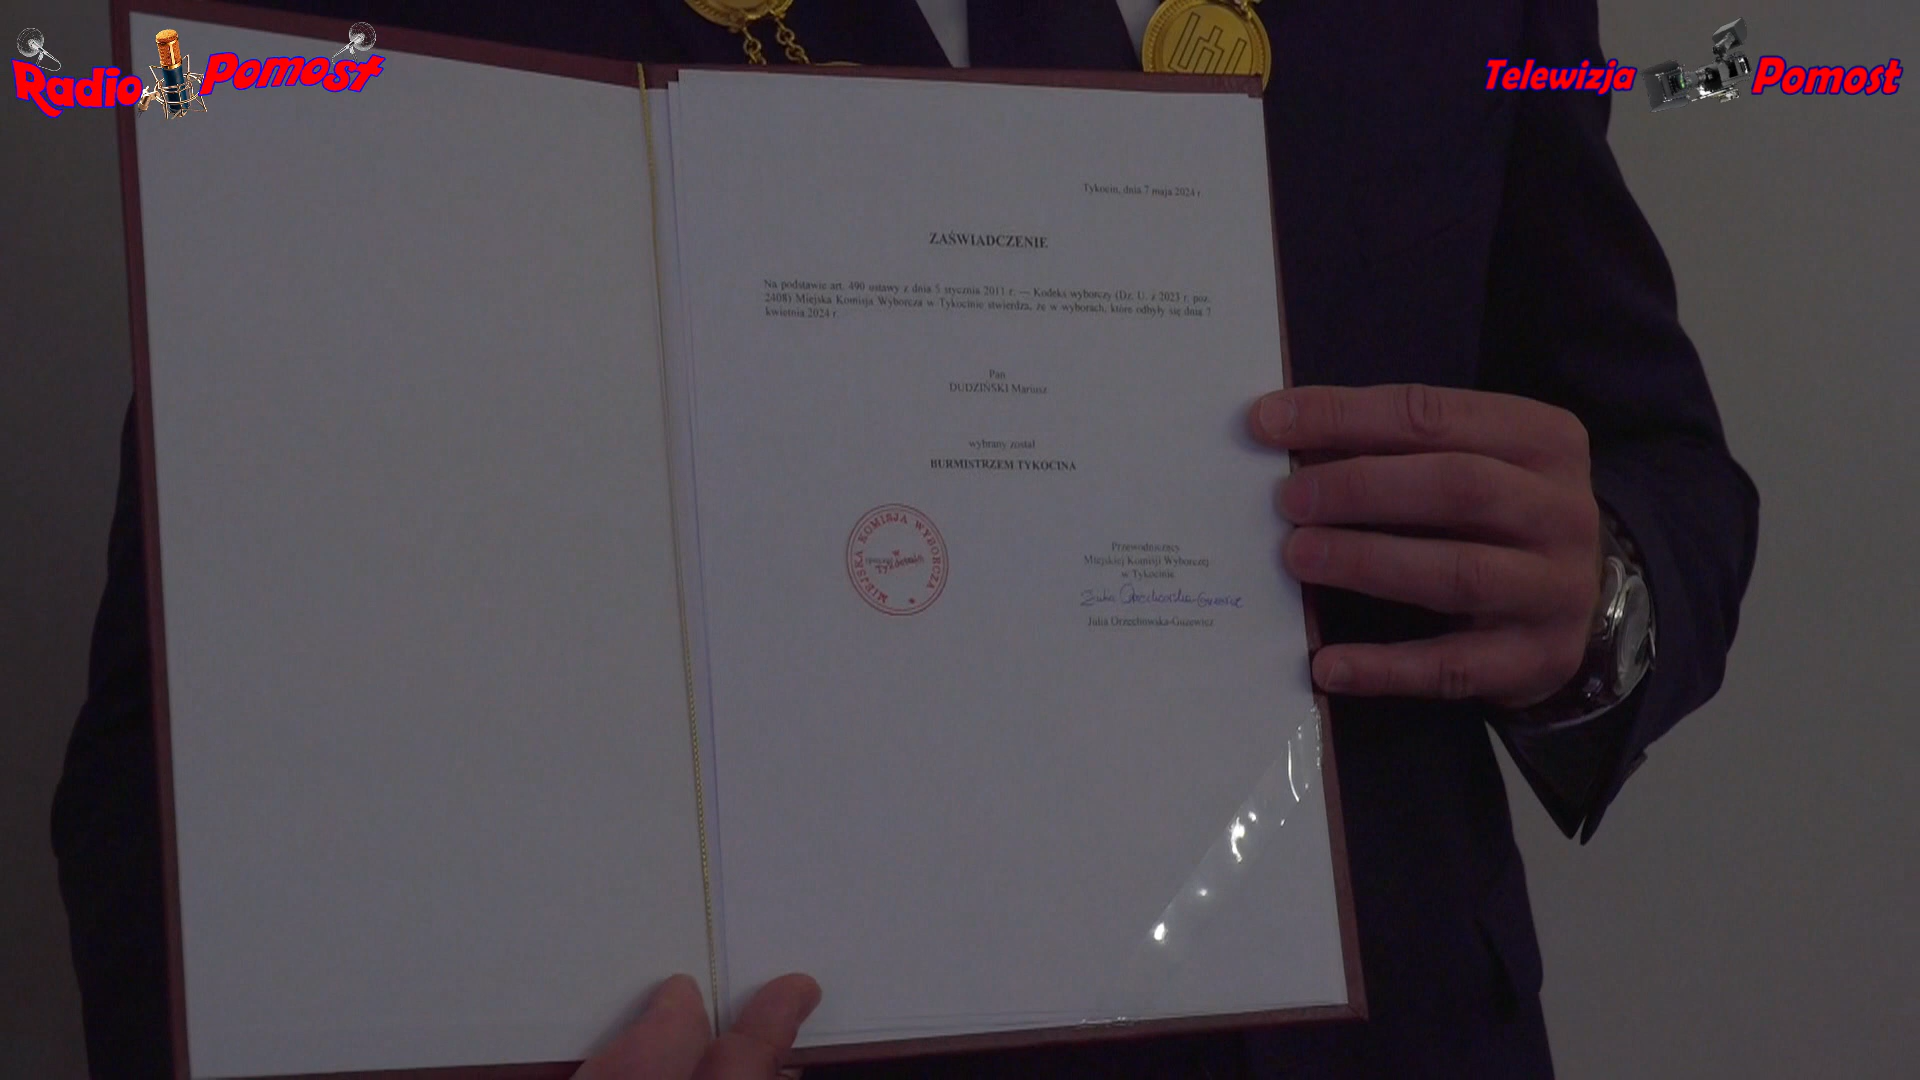 Radio Pomost
Telewizja Pomost
Tykocin, dnia 7 maja 2024 r.
ZAŚWIADCZENIE
Na podstawie art. 490 ustawy z dnia 5 stycznia 2011 r. — Kodeks wyborczy (Dz. U. z 2023 r. poz.
2408) Miejska Komisja Wyborcza w Tykocinie stwierdza, że w wyborach, które odbyły się dnia 7
kwietnia 2024 r.
Pan
DUDZIŃSKI Mariusz
wybrany został
BURMISTRZEM TYKOCINA
MIEJSKA KOMISJA WYBORCZA
w
Tykocinie
Przewodniczący
Miejskiej Komisji Wyborczej
w Tykocinie
Julia Orzechowska-Guzewicz